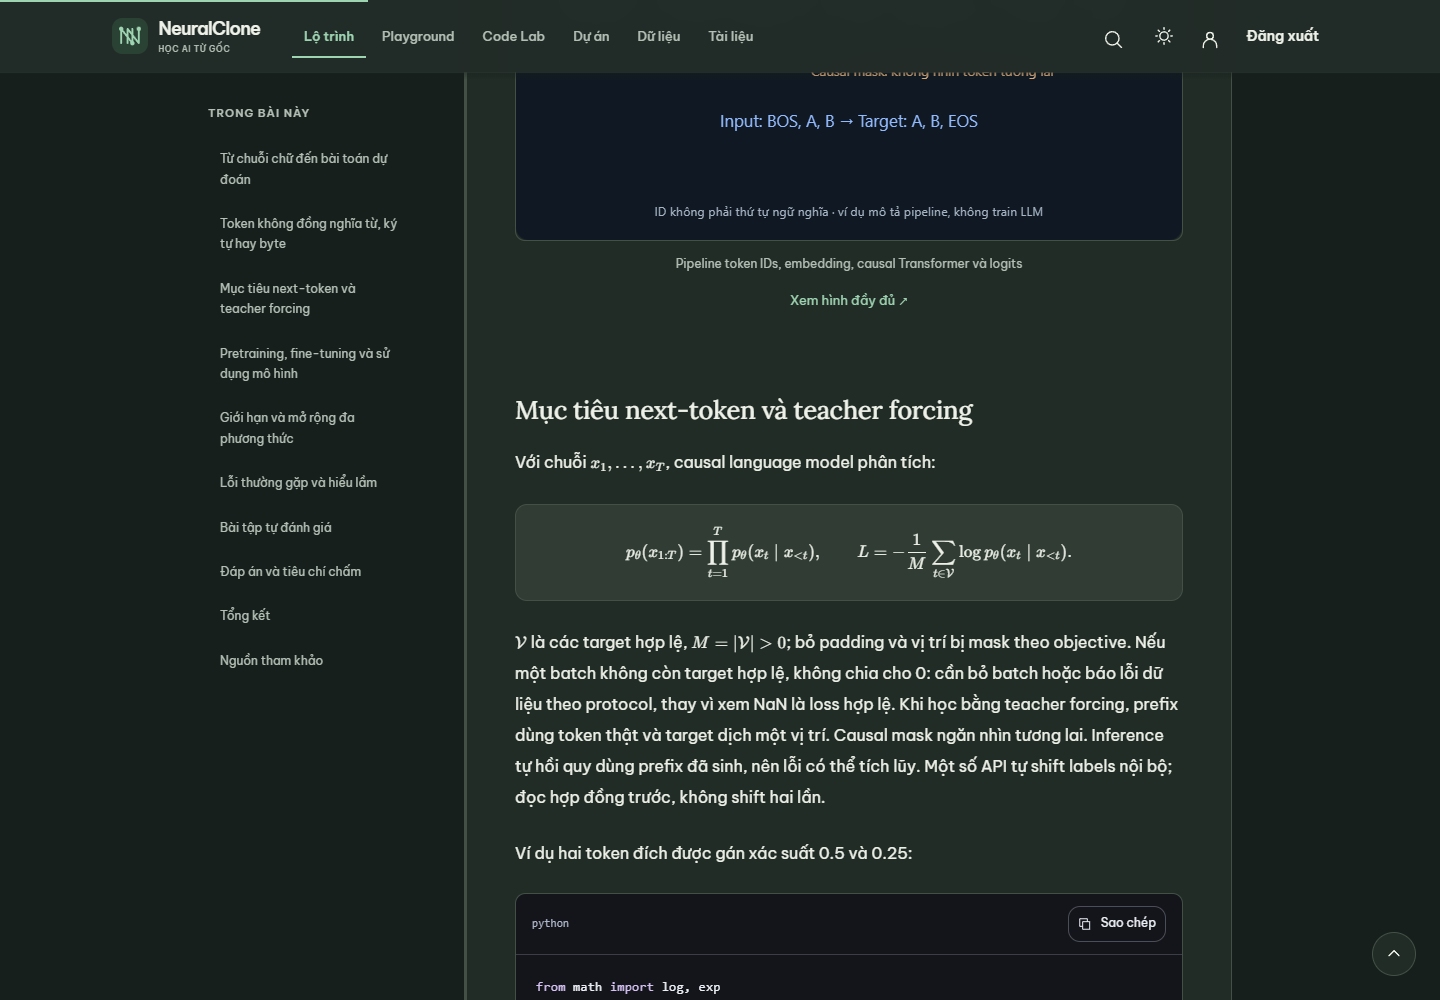 NeuralClone
HỌC AI TỪ GỐC
Lộ trình
Playground
Code Lab
Dự án
Dữ liệu
Tài liệu
Đăng xuất
TRONG BÀI NÀY
Từ chuỗi chữ đến bài toán dự
đoán
Token không đồng nghĩa từ, ký
tự hay byte
Mục tiêu next-token và
teacher forcing
Pretraining, fine-tuning và sử
dụng mô hình
Giới hạn và mở rộng đa
phương thức
Lỗi thường gặp và hiểu lầm
Bài tập tự đánh giá
Đáp án và tiêu chí chấm
Tổng kết
Nguồn tham khảo
Causal mask: không nhìn token tương lai
Input: BOS, A, B → Target: A, B, EOS
ID không phải thứ tự ngữ nghĩa · ví dụ mô tả pipeline, không train LLM
Pipeline token IDs, embedding, causal Transformer và logits
Xem hình đầy đủ ↗
Mục tiêu next-token và teacher forcing
Với chuỗi x₁, . . . , x_T, causal language model phân tích:
p_θ(x_{1:T}) = ∏_{t=1}^{T} p_θ(x_t | x_{<t}), L = −\frac{1}{M} ∑_{t∈𝒱} log p_θ(x_t | x_{<t}).
𝒱 là các target hợp lệ, M = |𝒱| > 0; bỏ padding và vị trí bị mask theo objective. Nếu
một batch không còn target hợp lệ, không chia cho 0: cần bỏ batch hoặc báo lỗi dữ
liệu theo protocol, thay vì xem NaN là loss hợp lệ. Khi học bằng teacher forcing, prefix
dùng token thật và target dịch một vị trí. Causal mask ngăn nhìn tương lai. Inference
tự hồi quy dùng prefix đã sinh, nên lỗi có thể tích lũy. Một số API tự shift labels nội bộ;
đọc hợp đồng trước, không shift hai lần.
Ví dụ hai token đích được gán xác suất 0.5 và 0.25:
python
Sao chép
from math import log, exp